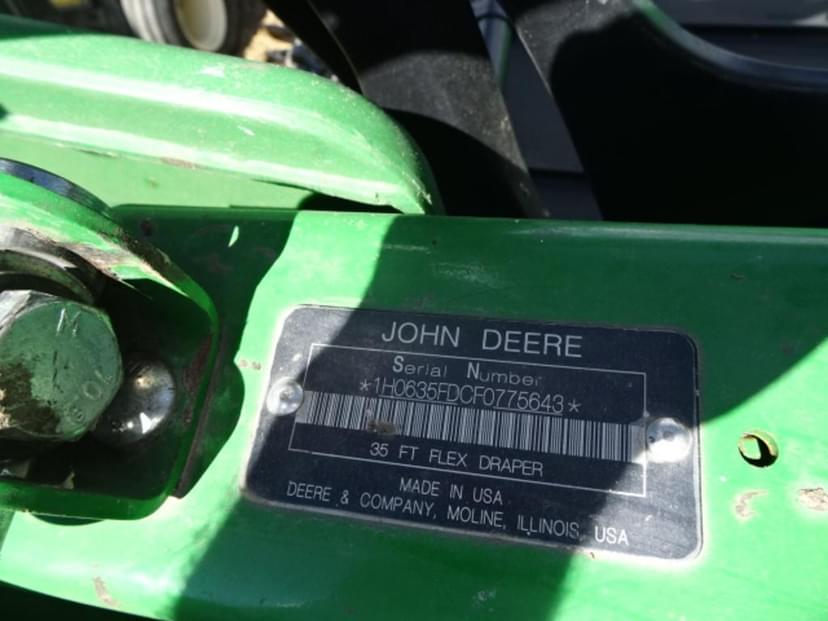 JOHN DEERE
Serial Number
*1H0635FDCF0775643*
35 FT FLEX DRAPER
MADE IN USA
DEERE & COMPANY, MOLINE, ILLINOIS, USA